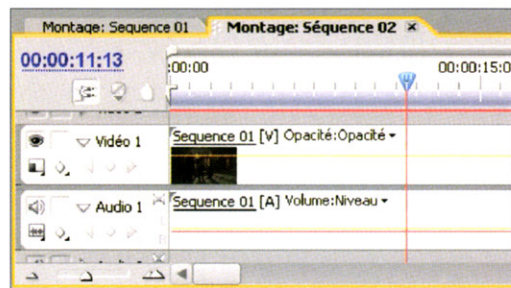 Montage: Sequence 01 Montage: Séquence 02 ×
00:00:11:13 :00:00 00:00:15:0
Vidéo 1 Sequence 01 [V] Opacité:Opacité
Audio 1 Sequence 01 [A] Volume:Niveau
L
R